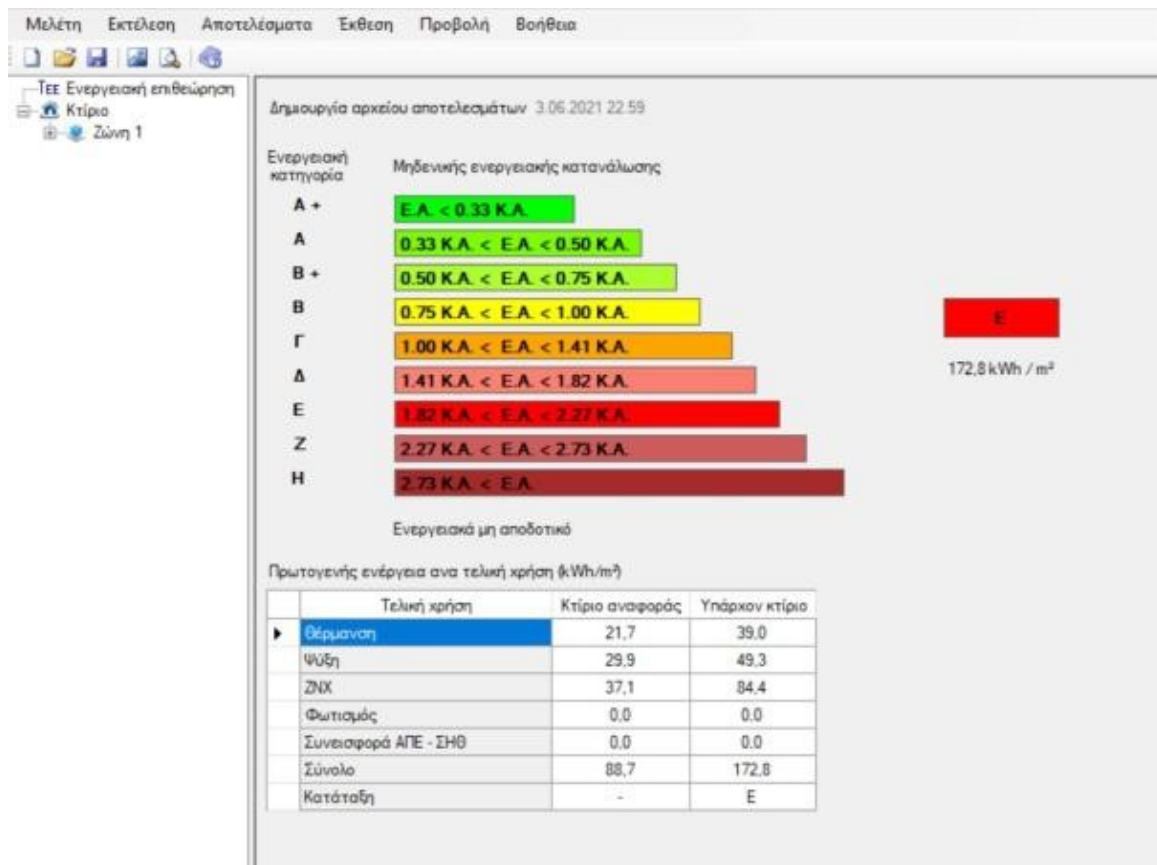 Μελέτη Εκτέλεση Αποτελέσματα Έκθεση Προβολή Βοήθεια
ΤΕΕ Ενεργειακή επιθεώρηση
Κτίριο
Ζώνη 1
Δημιουργία αρχείου αποτελεσμάτων 3.06.2021 22:59
Ενεργειακή κατηγορία
Μηδενικής ενεργειακής κατανάλωσης
Α + Ε.Α. < 0.33 Κ.Α.
Α 0.33 Κ.Α. < Ε.Α. < 0.50 Κ.Α.
Β + 0.50 Κ.Α. < Ε.Α. < 0.75 Κ.Α.
Β 0.75 Κ.Α. < Ε.Α. < 1.00 Κ.Α.
Ε
Γ 1.00 Κ.Α. < Ε.Α. < 1.41 Κ.Α.
172,8 kWh / m²
Δ 1.41 Κ.Α. < Ε.Α. < 1.82 Κ.Α.
Ε 1.82 Κ.Α. < Ε.Α. < 2.27 Κ.Α.
Ζ 2.27 Κ.Α. < Ε.Α. < 2.73 Κ.Α.
Η 2.73 Κ.Α. < Ε.Α.
Ενεργειακά μη αποδοτικό
Πρωτογενής ενέργεια ανα τελική χρήση (kWh/m²)
Τελική χρήση Κτίριο αναφοράς Υπάρχον κτίριο
Θέρμανση 21,7 39,0
Ψύξη 29,9 49,3
ΖΝΧ 37,1 84,4
Φωτισμός 0,0 0,0
Συνεισφορά ΑΠΕ - ΣΗΘ 0,0 0,0
Σύνολο 88,7 172,8
Κατάταξη - Ε